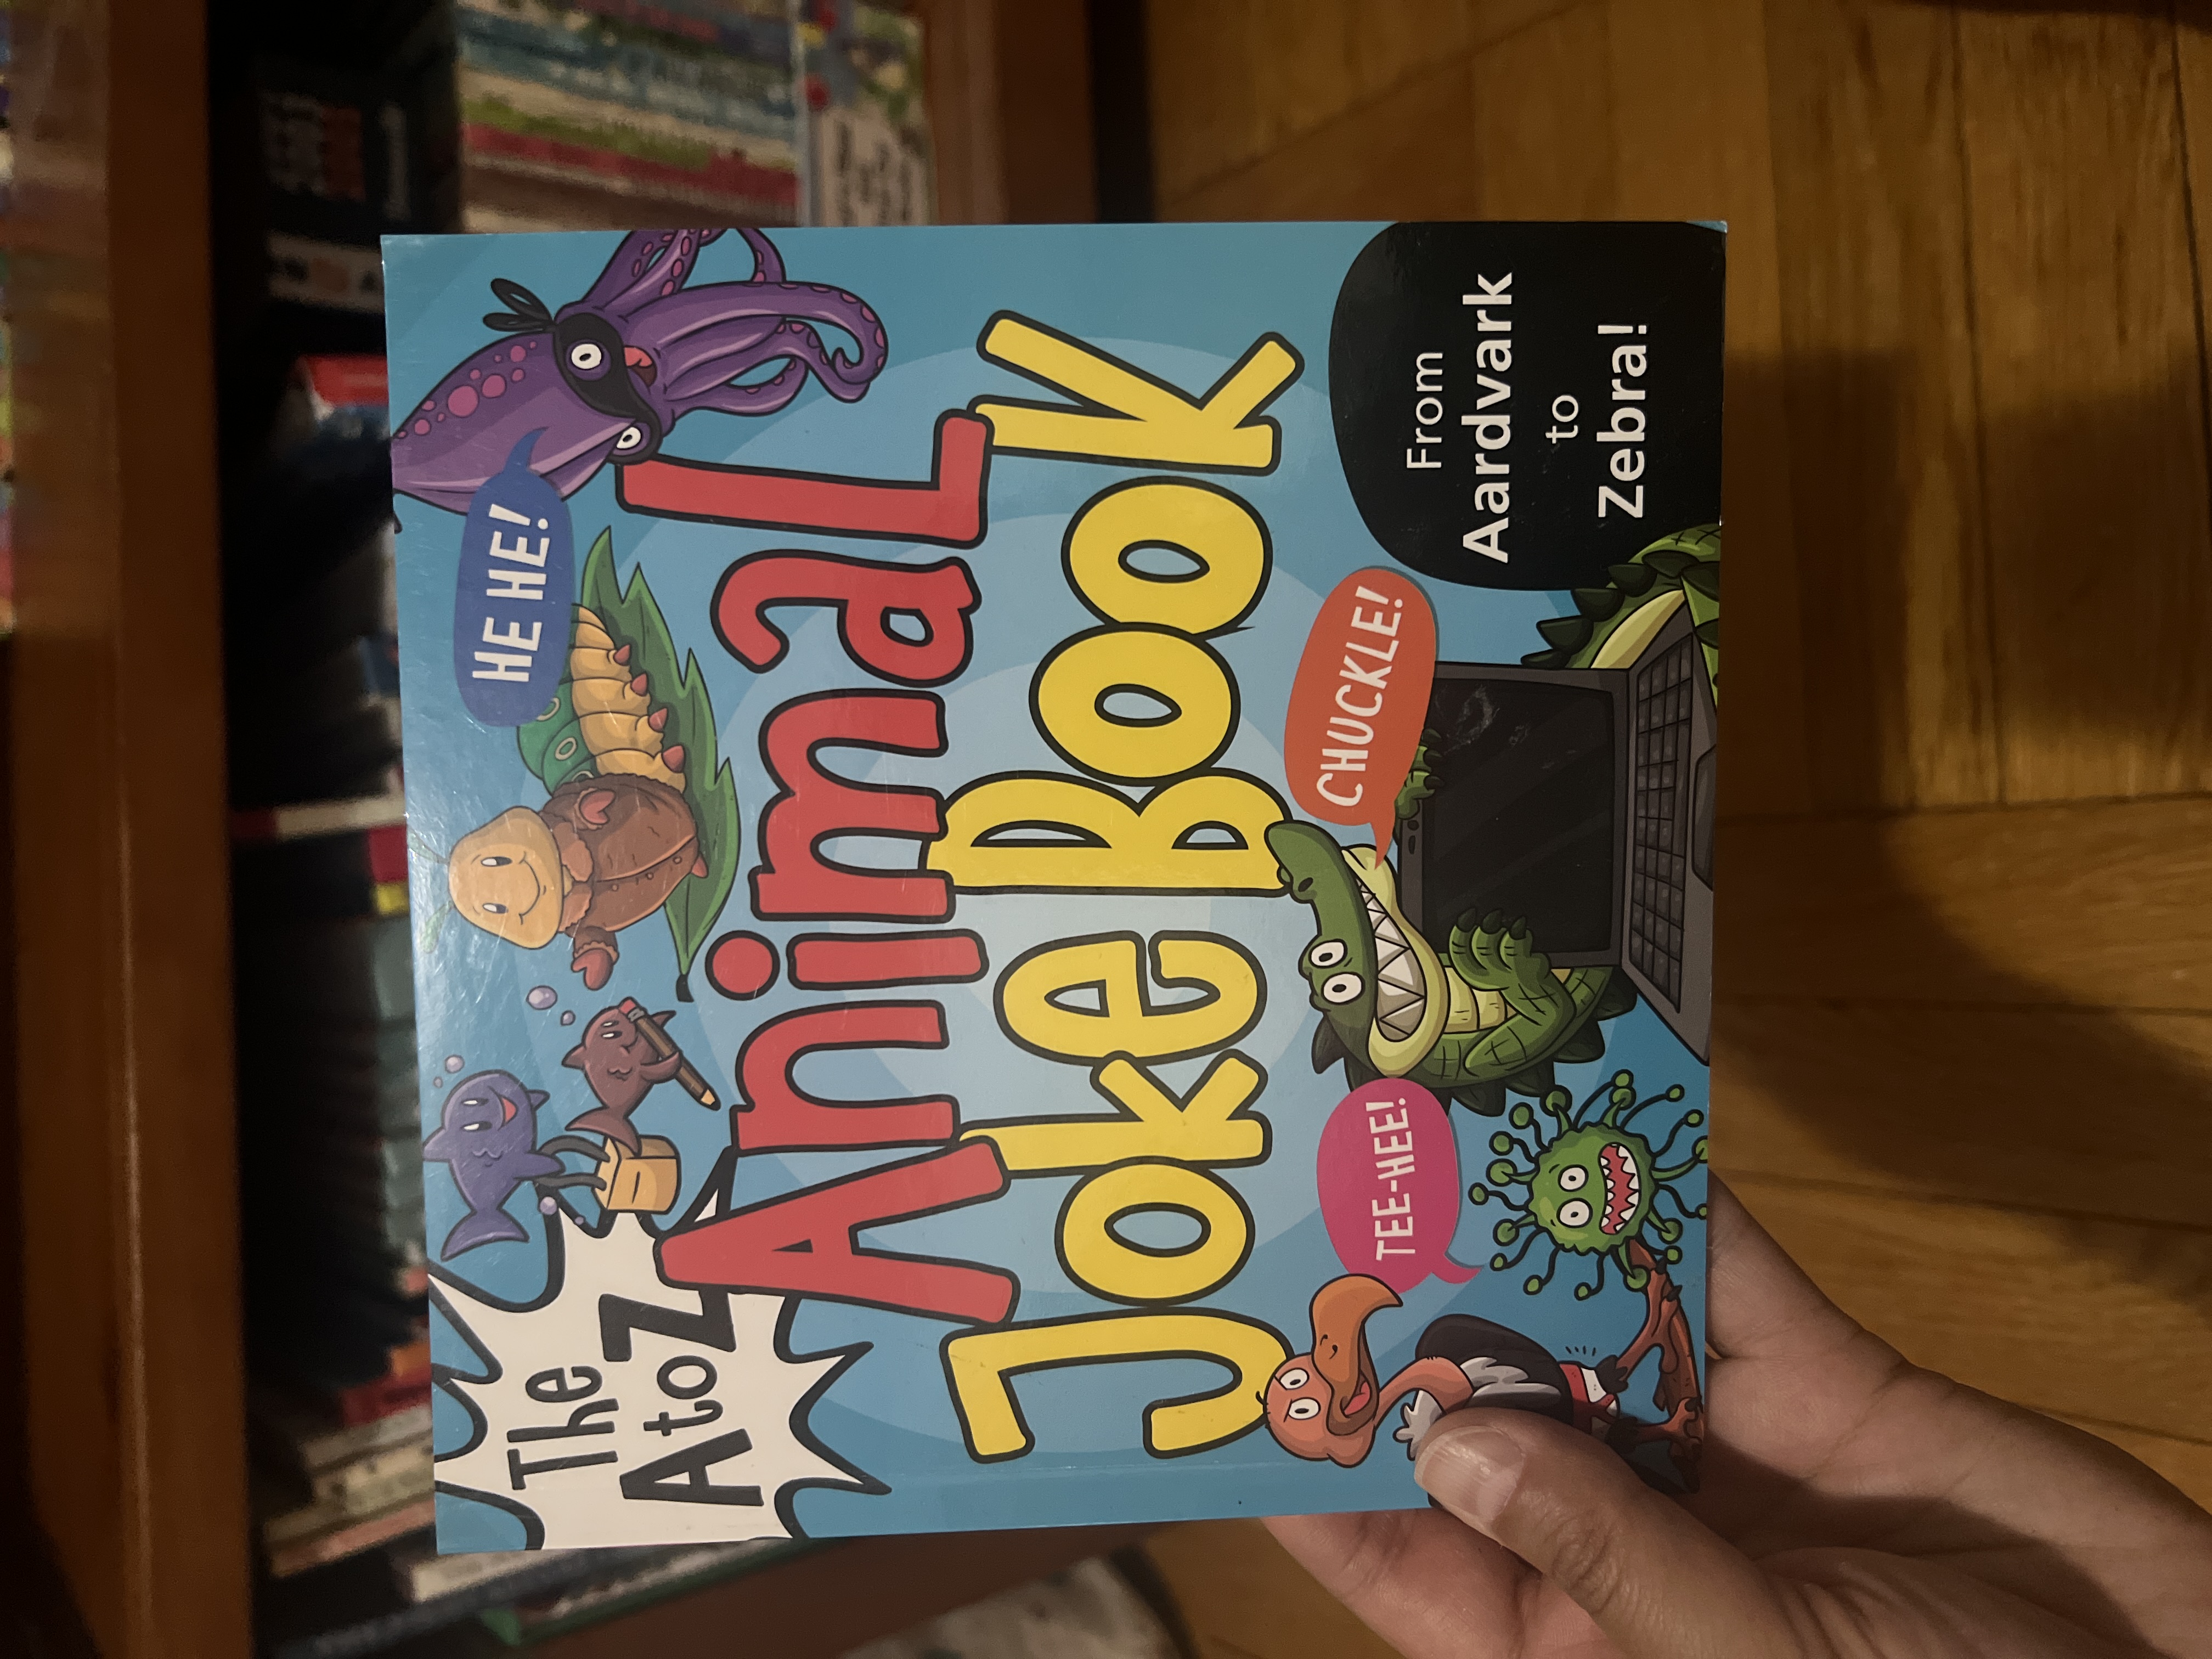 The
A to Z
Animal
Joke Book
HE HE!
CHUCKLE!
TEE-HEE!
From
Aardvark
to
Zebra!